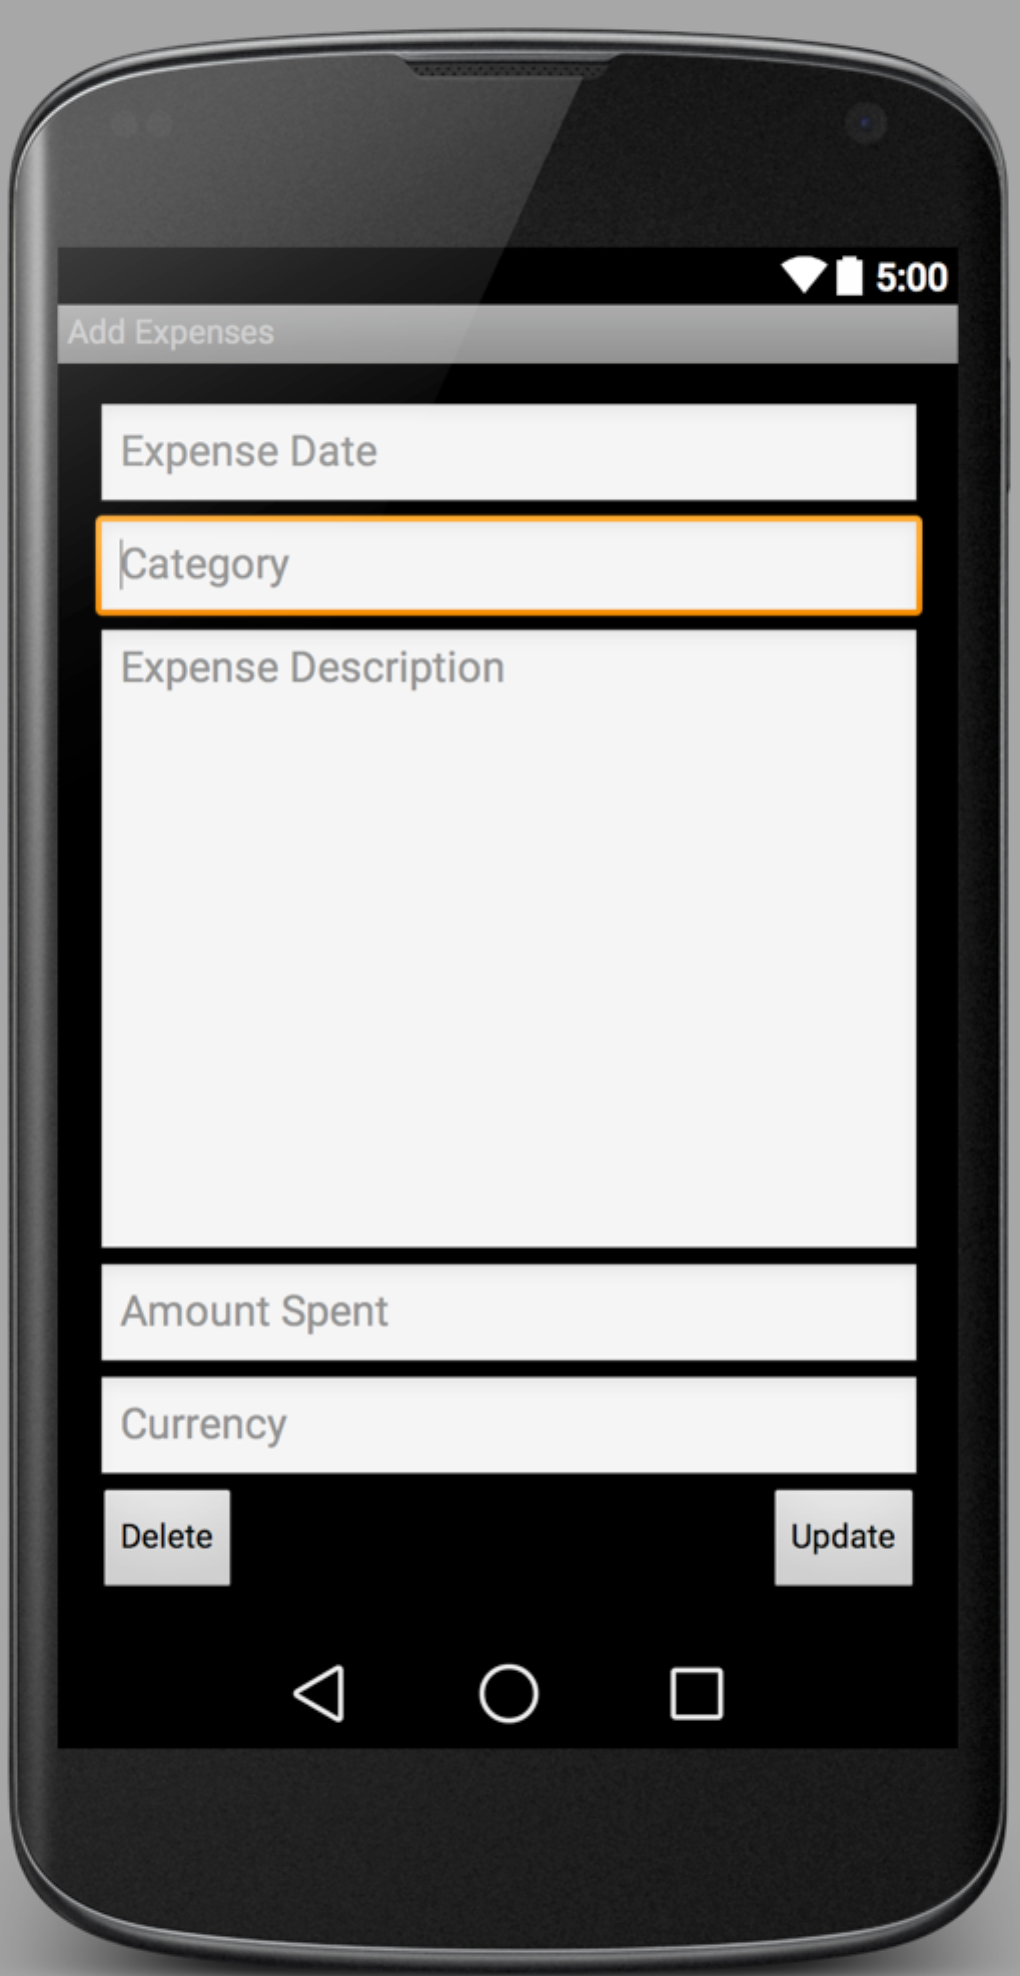 5:00
Add Expenses
Expense Date
Category
Expense Description
Amount Spent
Currency
Delete
Update